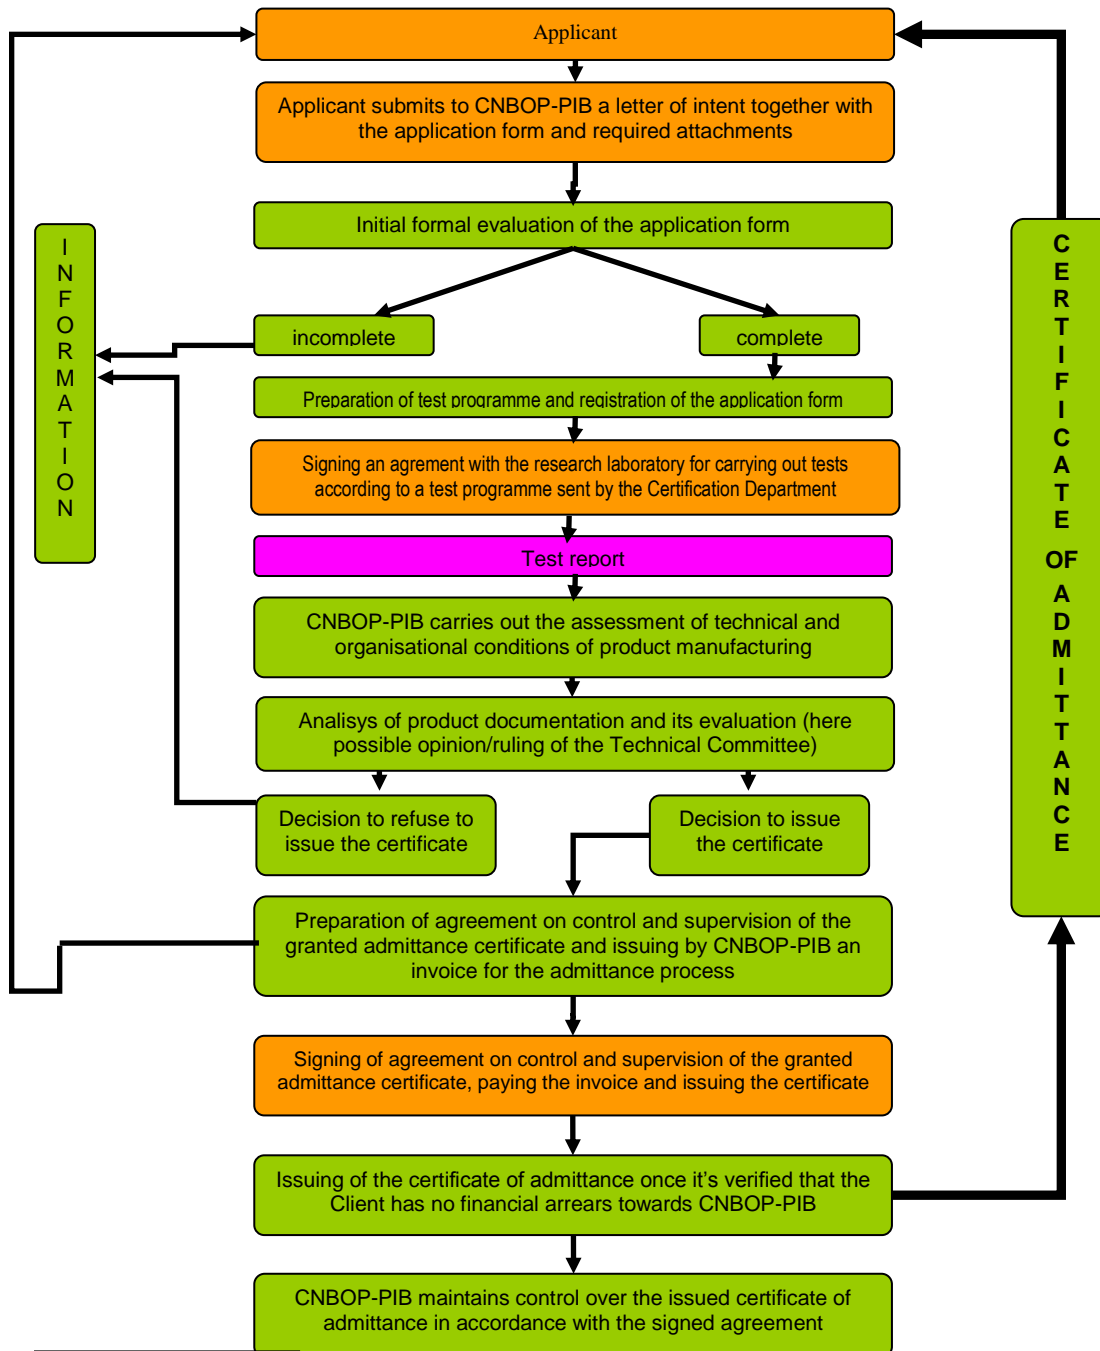 Applicant
Applicant submits to CNBOP-PIB a letter of intent together with
the application form and required attachments
Initial formal evaluation of the application form
INFORMATION
CERTIFICATE OF ADMITTANCE
incomplete
complete
Preparation of test programme and registration of the application form
Signing an agrement with the research laboratory for carrying out tests
according to a test programme sent by the Certification Department
Test report
CNBOP-PIB carries out the assessment of technical and
organisational conditions of product manufacturing
Analisys of product documentation and its evaluation (here
possible opinion/ruling of the Technical Committee)
Decision to refuse to
issue the certificate
Decision to issue
the certificate
Preparation of agreement on control and supervision of the
granted admittance certificate and issuing by CNBOP-PIB an
invoice for the admittance process
Signing of agreement on control and supervision of the granted
admittance certificate, paying the invoice and issuing the certificate
Issuing of the certificate of admittance once it's verified that the
Client has no financial arrears towards CNBOP-PIB
CNBOP-PIB maintains control over the issued certificate of
admittance in accordance with the signed agreement